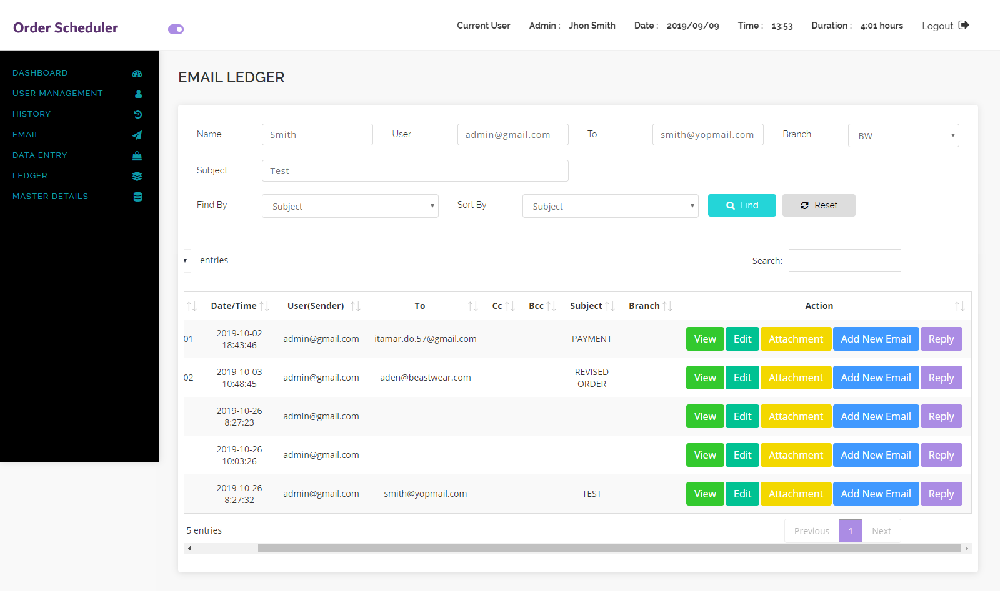 Order Scheduler
Current User Admin : Jhon Smith Date : 2019/09/09 Time : 13:53 Duration : 4:01 hours Logout
DASHBOARD
USER MANAGEMENT
HISTORY
EMAIL
DATA ENTRY
LEDGER
MASTER DETAILS
EMAIL LEDGER
Name Smith User admin@gmail.com To smith@yopmail.com Branch BW
Subject Test
Find By Subject Sort By Subject Find Reset
entries Search:
Date/Time User(Sender) To Cc Bcc Subject Branch Action
01 2019-10-02 18:43:46 admin@gmail.com itamar.do.57@gmail.com PAYMENT View Edit Attachment Add New Email Reply
02 2019-10-03 10:48:45 admin@gmail.com aden@beastwear.com REVISED ORDER View Edit Attachment Add New Email Reply
2019-10-26 8:27:23 admin@gmail.com View Edit Attachment Add New Email Reply
2019-10-26 10:03:26 admin@gmail.com View Edit Attachment Add New Email Reply
2019-10-26 8:27:32 admin@gmail.com smith@yopmail.com TEST View Edit Attachment Add New Email Reply
5 entries Previous 1 Next